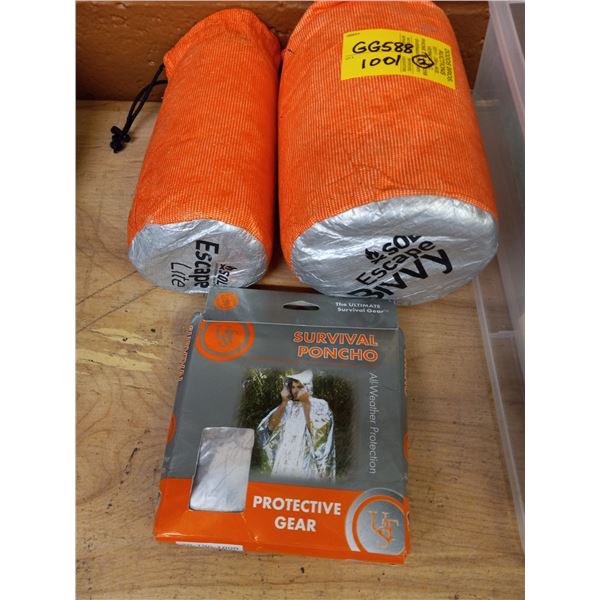 GG588
1001
SOL
Escape
Lite
SOL
Escape
Bivvy
The ULTIMATE
Survival Gear
SURVIVAL
PONCHO
All-Weather Protection
PROTECTIVE
GEAR